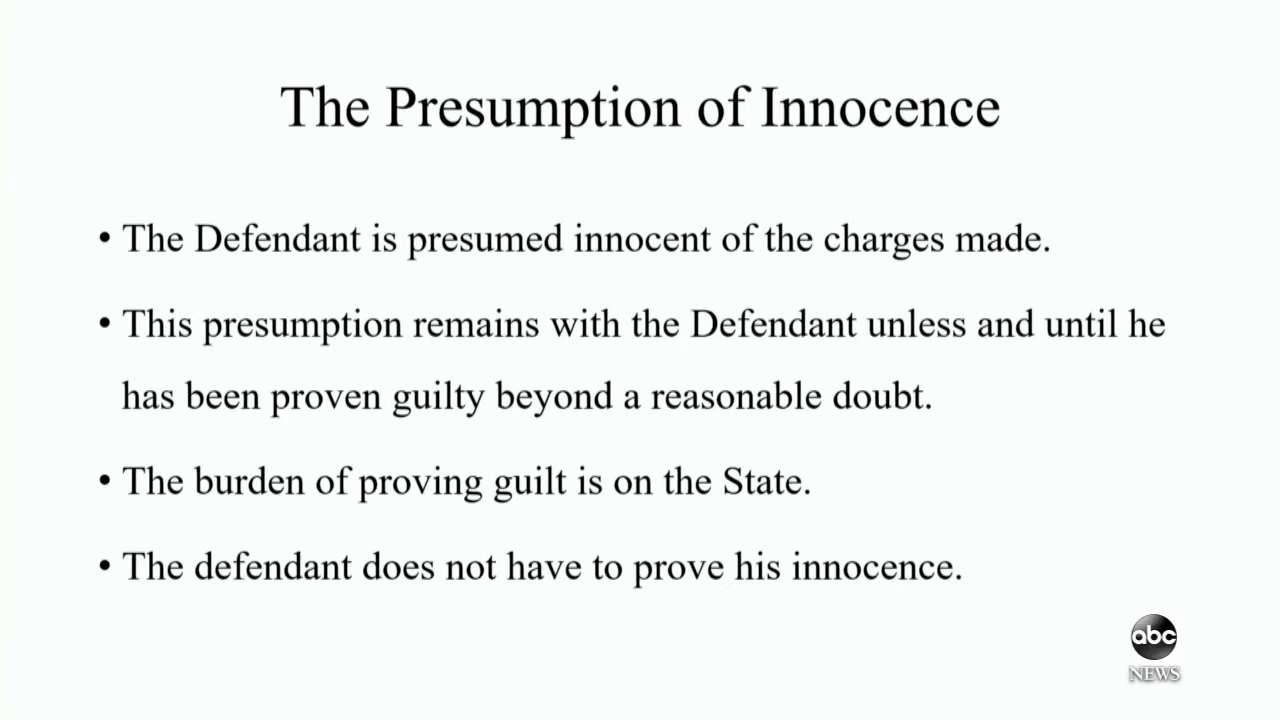 The Presumption of Innocence
• The Defendant is presumed innocent of the charges made.
• This presumption remains with the Defendant unless and until he
has been proven guilty beyond a reasonable doubt.
• The burden of proving guilt is on the State.
• The defendant does not have to prove his innocence.
abc
NEWS